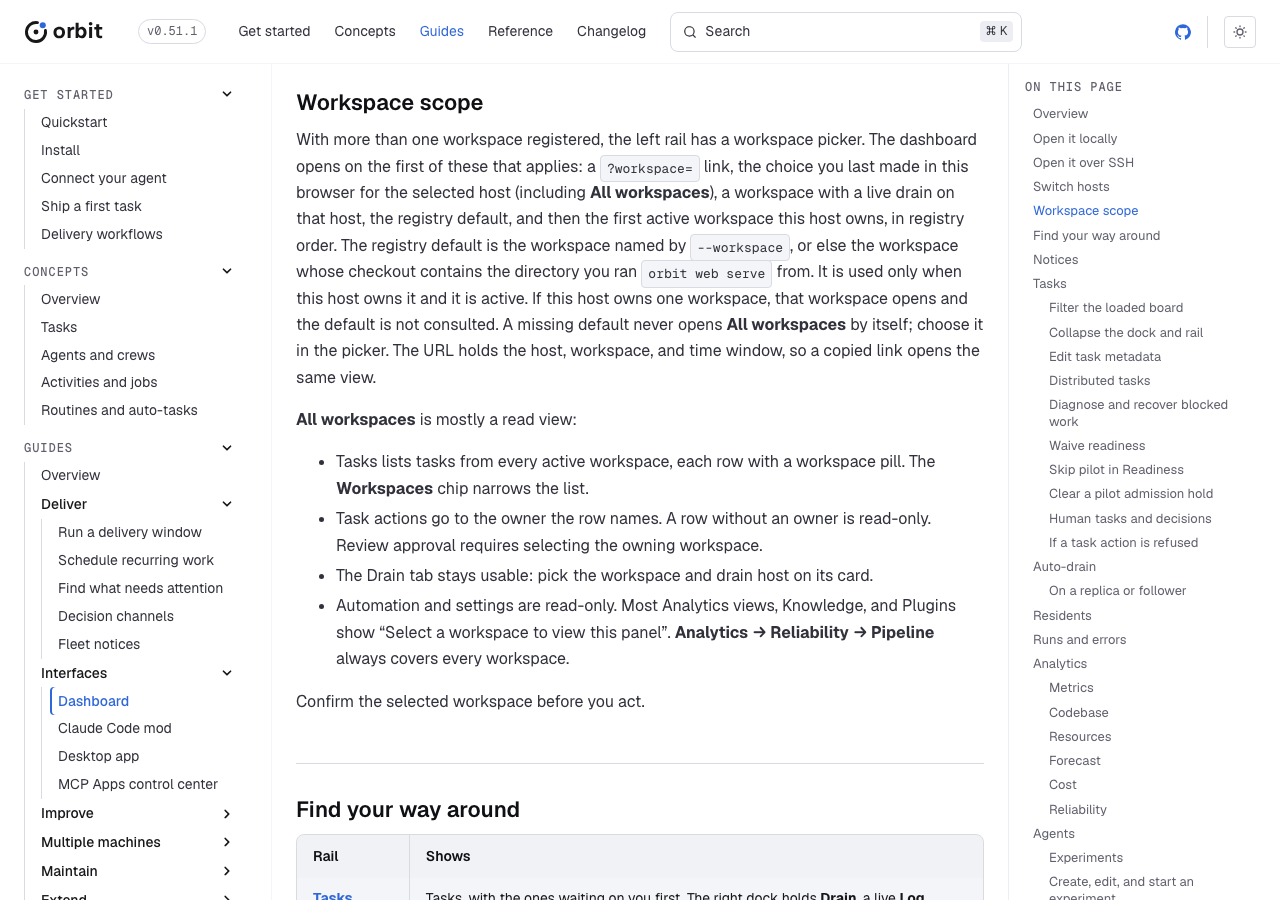 orbit
v0.51.1
Get started
Concepts
Guides
Reference
Changelog
Search
⌘ K
GET STARTED
Quickstart
Install
Connect your agent
Ship a first task
Delivery workflows
CONCEPTS
Overview
Tasks
Agents and crews
Activities and jobs
Routines and auto-tasks
GUIDES
Overview
Deliver
Run a delivery window
Schedule recurring work
Find what needs attention
Decision channels
Fleet notices
Interfaces
Dashboard
Claude Code mod
Desktop app
MCP Apps control center
Improve
Multiple machines
Maintain
Extend
Workspace scope
With more than one workspace registered, the left rail has a workspace picker. The dashboard
opens on the first of these that applies: a ?workspace= link, the choice you last made in this
browser for the selected host (including All workspaces), a workspace with a live drain on
that host, the registry default, and then the first active workspace this host owns, in registry
order. The registry default is the workspace named by --workspace, or else the workspace
whose checkout contains the directory you ran orbit web serve from. It is used only when
this host owns it and it is active. If this host owns one workspace, that workspace opens and
the default is not consulted. A missing default never opens All workspaces by itself; choose it
in the picker. The URL holds the host, workspace, and time window, so a copied link opens the
same view.
All workspaces is mostly a read view:
• Tasks lists tasks from every active workspace, each row with a workspace pill. The
Workspaces chip narrows the list.
• Task actions go to the owner the row names. A row without an owner is read-only.
Review approval requires selecting the owning workspace.
• The Drain tab stays usable: pick the workspace and drain host on its card.
• Automation and settings are read-only. Most Analytics views, Knowledge, and Plugins
show “Select a workspace to view this panel”. Analytics → Reliability → Pipeline
always covers every workspace.
Confirm the selected workspace before you act.
Find your way around
Rail
Shows
Tasks
Tasks, with the ones waiting on you first. The right dock holds Drain, a live Log,
ON THIS PAGE
Overview
Open it locally
Open it over SSH
Switch hosts
Workspace scope
Find your way around
Notices
Tasks
Filter the loaded board
Collapse the dock and rail
Edit task metadata
Distributed tasks
Diagnose and recover blocked
work
Waive readiness
Skip pilot in Readiness
Clear a pilot admission hold
Human tasks and decisions
If a task action is refused
Auto-drain
On a replica or follower
Residents
Runs and errors
Analytics
Metrics
Codebase
Resources
Forecast
Cost
Reliability
Agents
Experiments
Create, edit, and start an
experiment